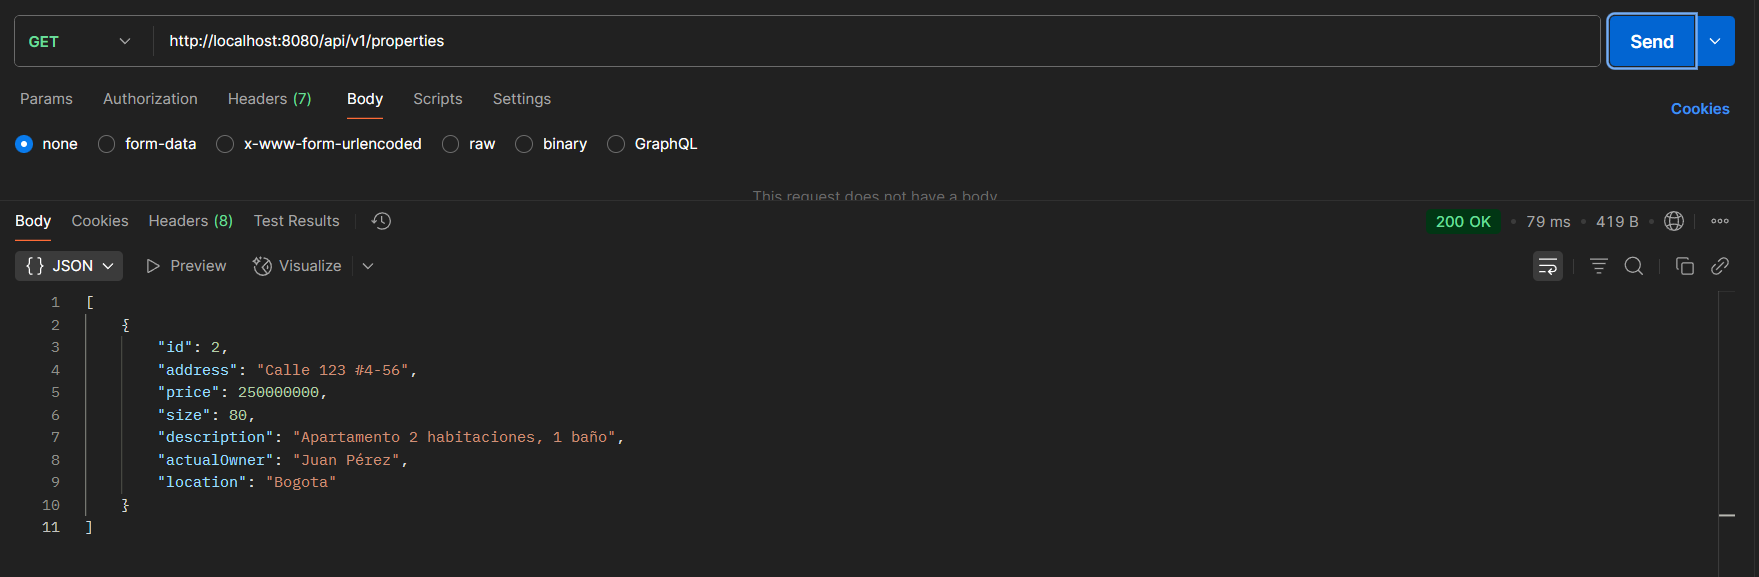 GET http://localhost:8080/api/v1/properties Send
Params Authorization Headers (7) Body Scripts Settings Cookies
none form-data x-www-form-urlencoded raw binary GraphQL
This request does not have a body
Body Cookies Headers (8) Test Results 200 OK • 79 ms • 419 B •
{} JSON Preview Visualize
1 [
2 {
3 "id": 2,
4 "address": "Calle 123 #4-56",
5 "price": 250000000,
6 "size": 80,
7 "description": "Apartamento 2 habitaciones, 1 baño",
8 "actualOwner": "Juan Pérez",
9 "location": "Bogota"
10 }
11 ]